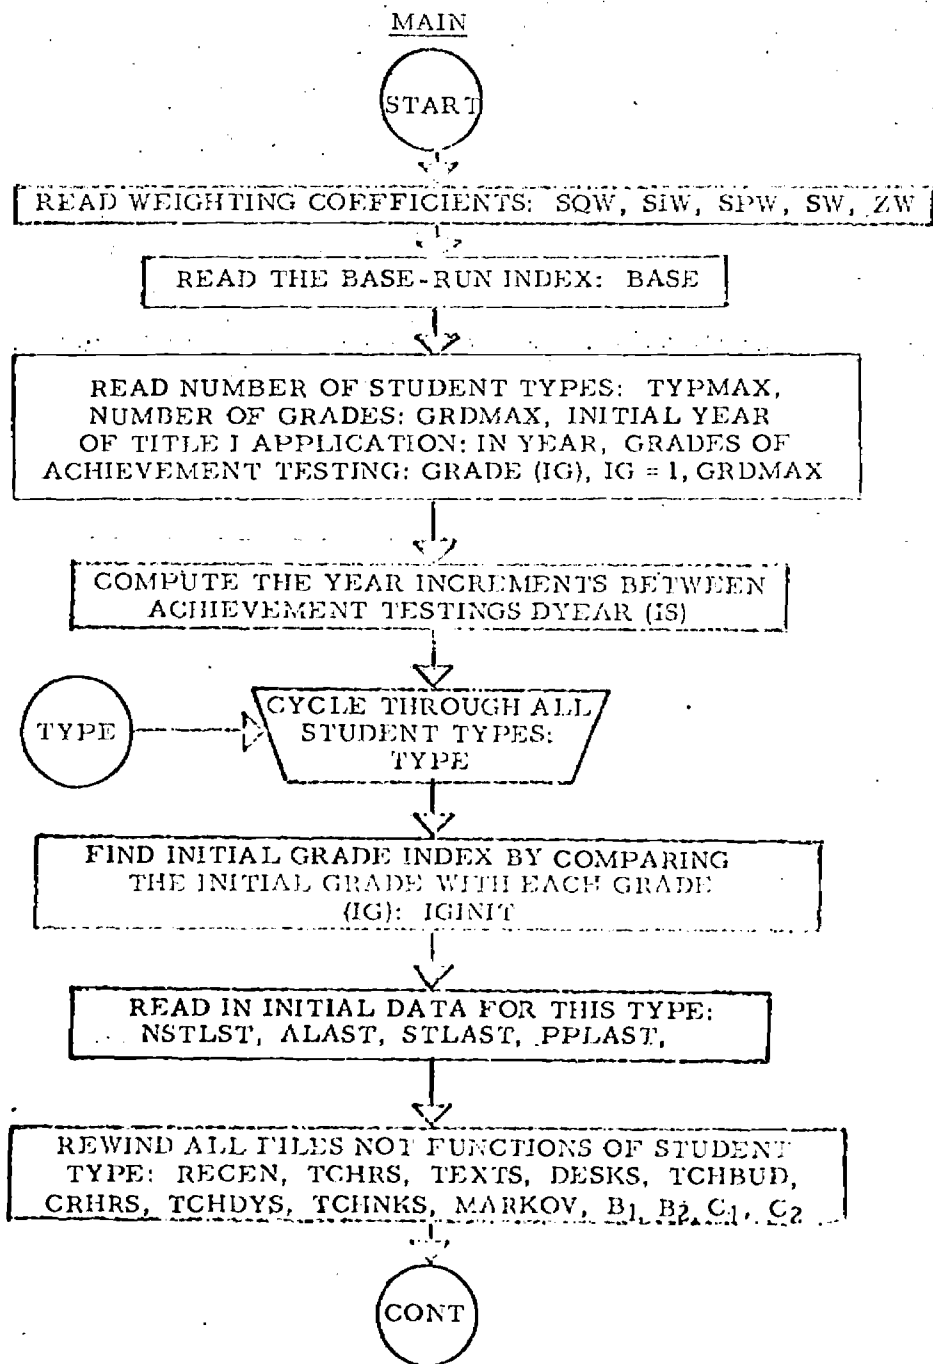 MAIN
START
READ WEIGHTING COEFFICIENTS: SQW, SIW, SPW, SW, ZW
READ THE BASE-RUN INDEX: BASE
READ NUMBER OF STUDENT TYPES: TYPMAX,
NUMBER OF GRADES: GRDMAX, INITIAL YEAR
OF TITLE I APPLICATION: IN YEAR, GRADES OF
ACHIEVEMENT TESTING: GRADE (IG), IG = 1, GRDMAX
COMPUTE THE YEAR INCREMENTS BETWEEN
ACHIEVEMENT TESTINGS DYEAR (IS)
TYPE
CYCLE THROUGH ALL
STUDENT TYPES:
TYPE
FIND INITIAL GRADE INDEX BY COMPARING
THE INITIAL GRADE WITH EACH GRADE
(IG): IGINIT
READ IN INITIAL DATA FOR THIS TYPE:
NSTLST, ALAST, STLAST, PPLAST,
REWIND ALL FILES NOT FUNCTIONS OF STUDENT
TYPE: RECEN, TCHRS, TEXTS, DESKS, TCHBUD,
CRHRS, TCHDYS, TCHNKS, MARKOV, B1, B2, C1, C2
CONT